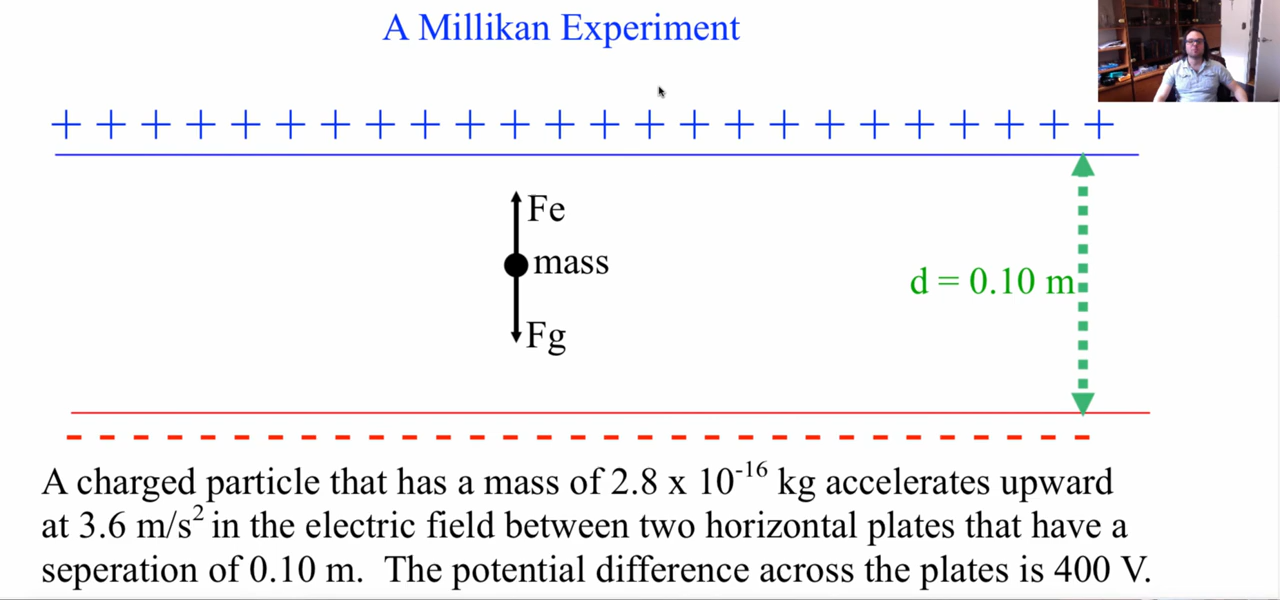 A Millikan Experiment
+ + + + + + + + + + + + + + + + + + + + + + + +
Fe
mass
d = 0.10 m
Fg
A charged particle that has a mass of 2.8 x 10⁻¹⁶ kg accelerates upward
at 3.6 m/s² in the electric field between two horizontal plates that have a
seperation of 0.10 m. The potential difference across the plates is 400 V.